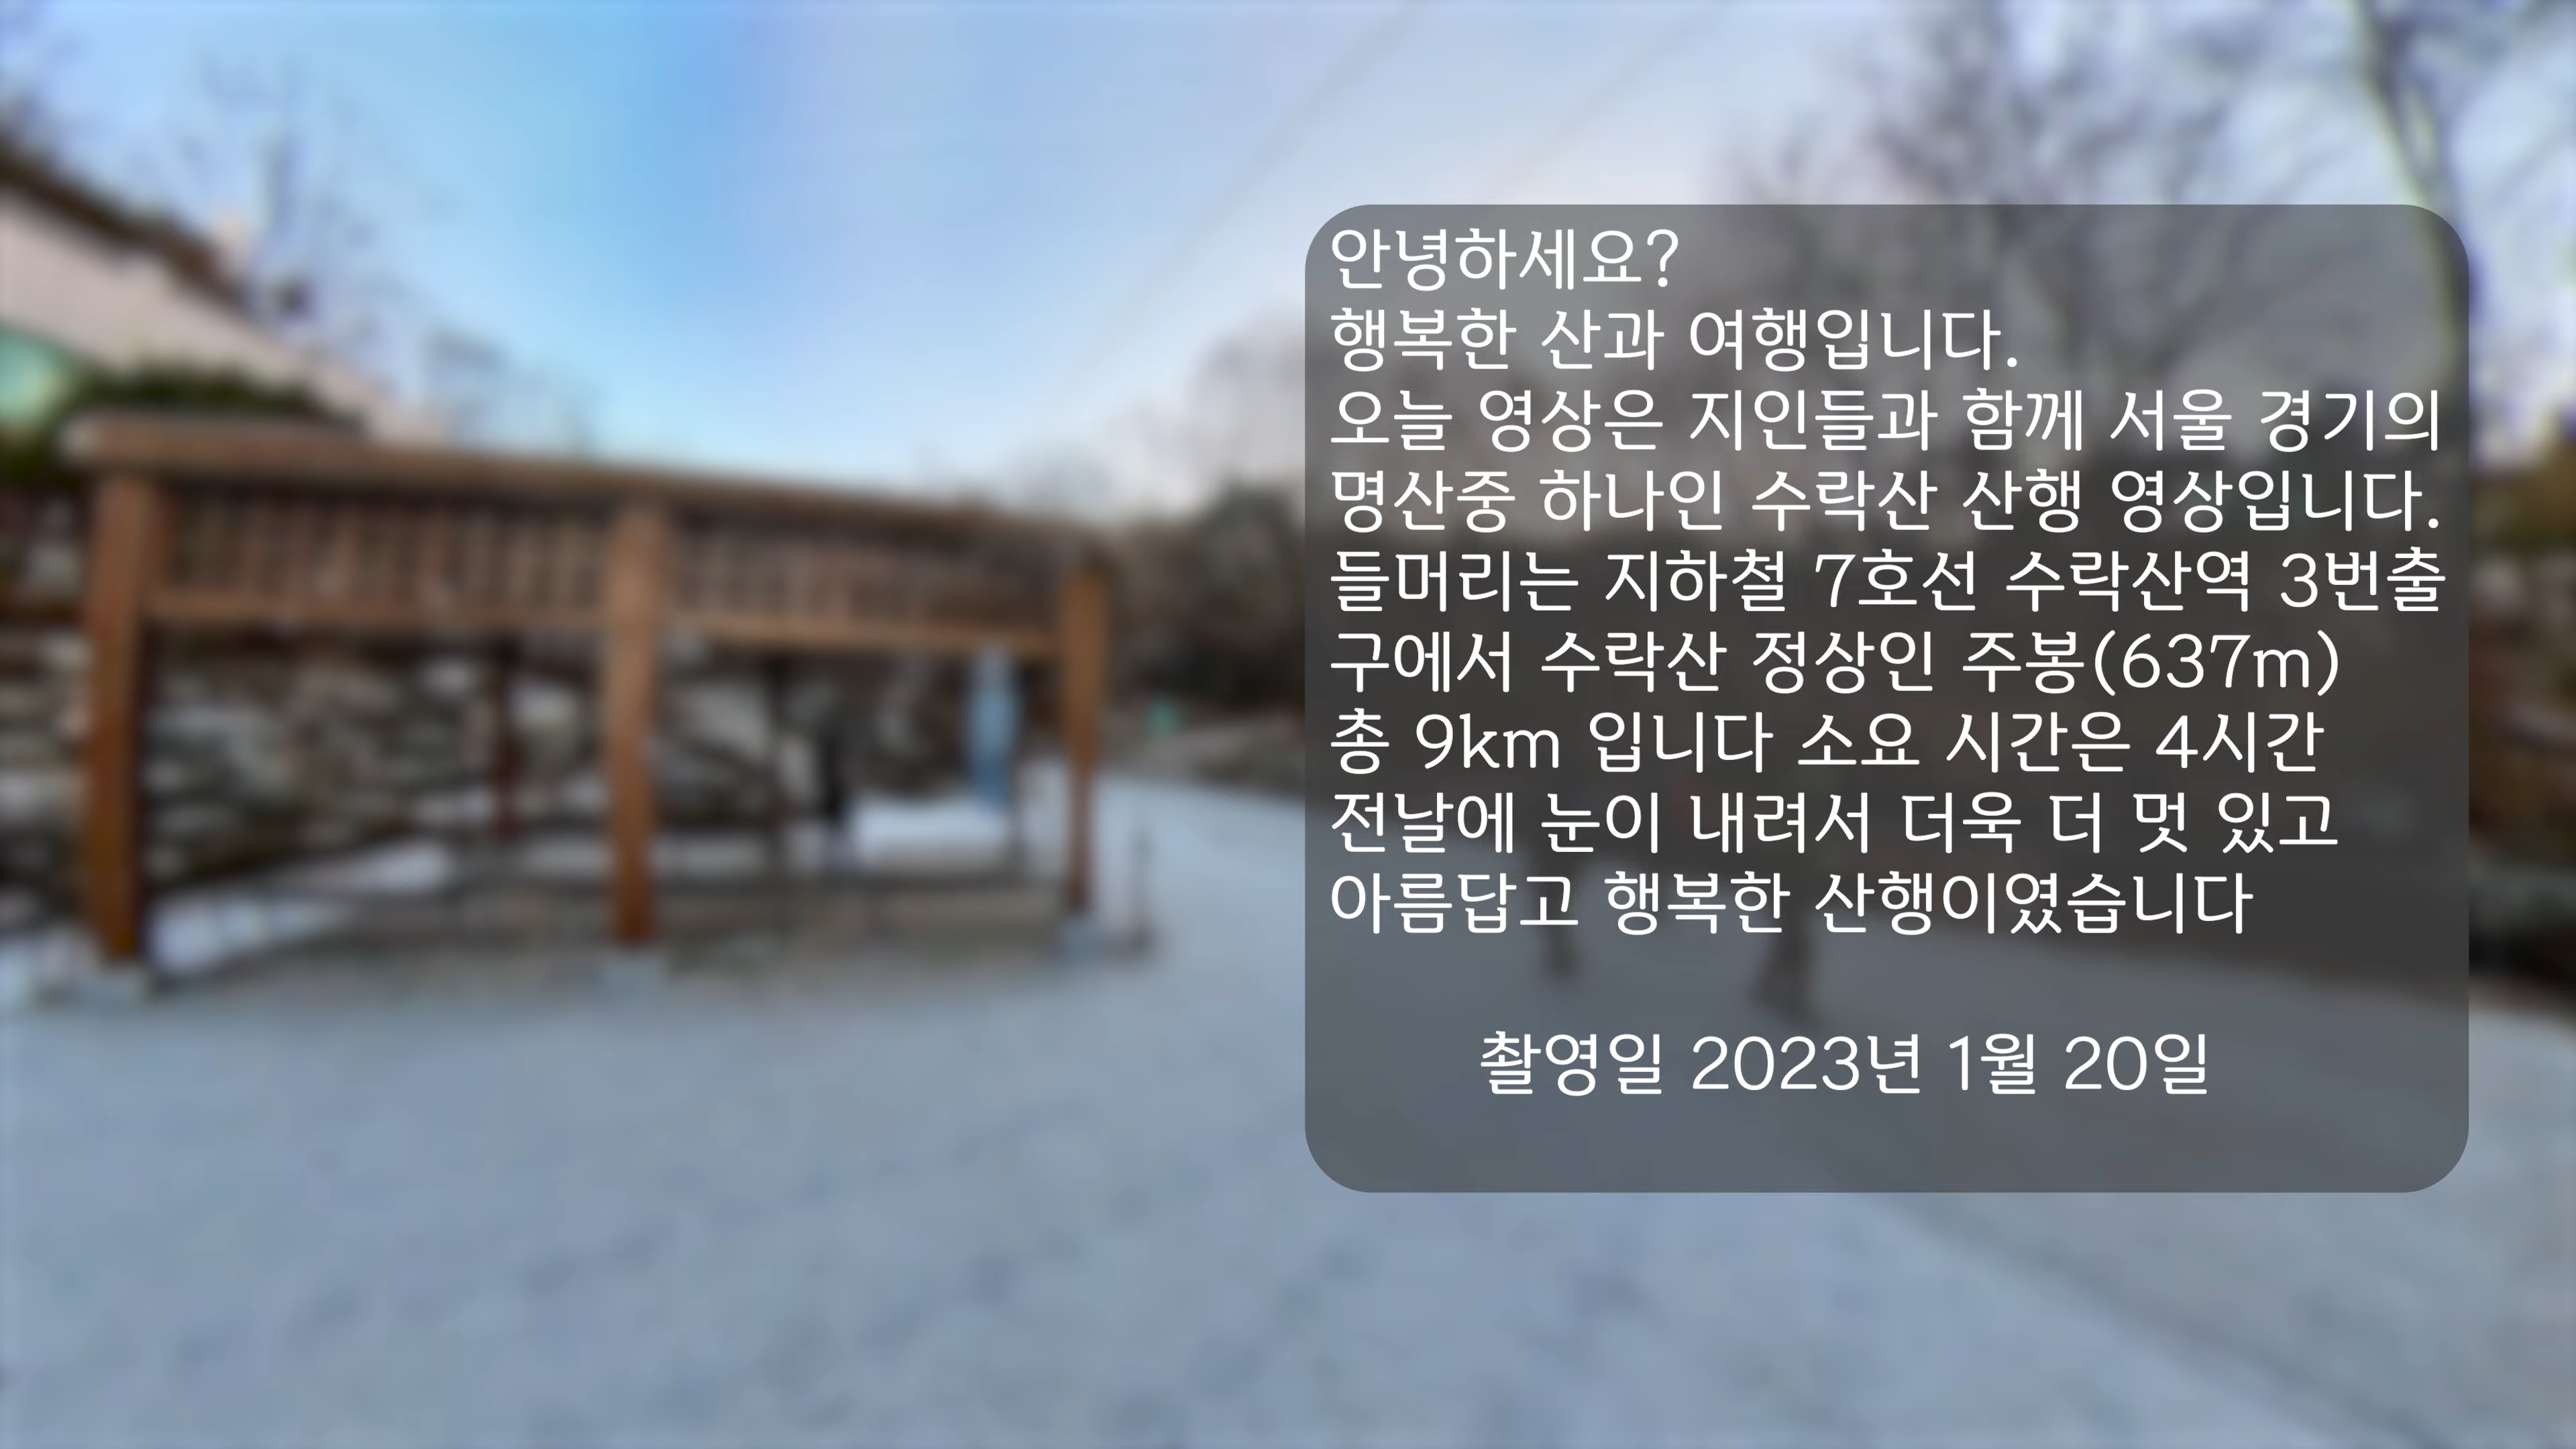 안녕하세요?
행복한 산과 여행입니다.
오늘 영상은 지인들과 함께 서울 경기의
명산중 하나인 수락산 산행 영상입니다.
들머리는 지하철 7호선 수락산역 3번출
구에서 수락산 정상인 주봉(637m)
총 9km 입니다 소요 시간은 4시간
전날에 눈이 내려서 더욱 더 멋 있고
아름답고 행복한 산행이였습니다
촬영일 2023년 1월 20일